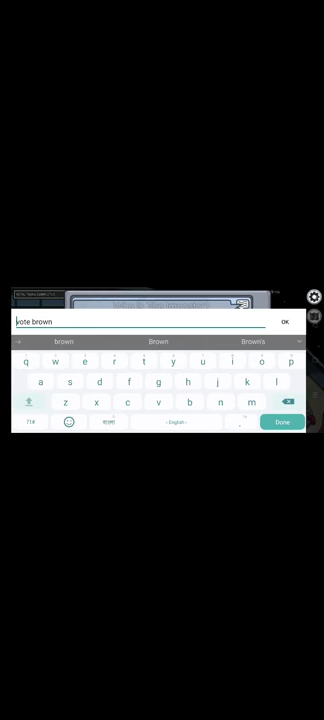 vote brown
OK
brown Brown Brown's
q w e r t y u i o p
a s d f g h j k l
z x c v b n m
?1# বাংলা ‹ English › . Done